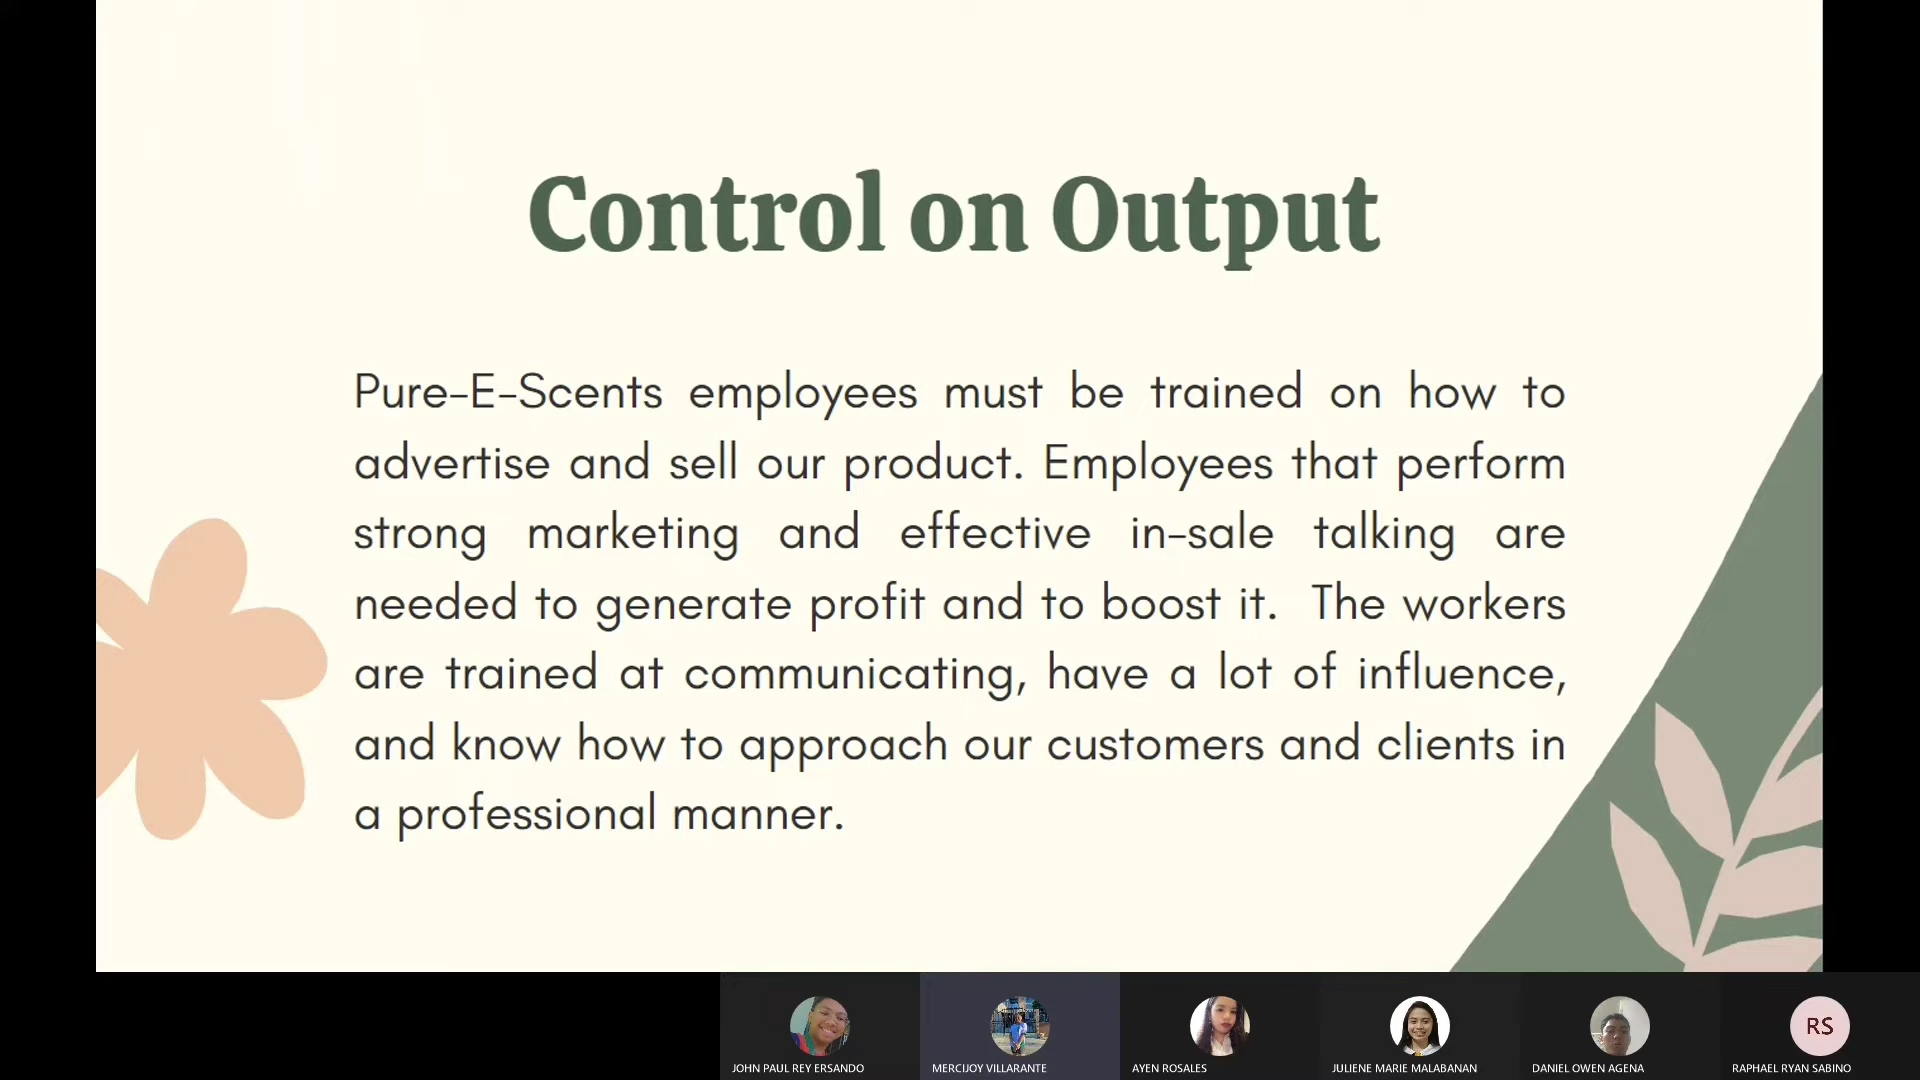 Control on Output
Pure-E-Scents employees must be trained on how to
advertise and sell our product. Employees that perform
strong marketing and effective in-sale talking are
needed to generate profit and to boost it. The workers
are trained at communicating, have a lot of influence,
and know how to approach our customers and clients in
a professional manner.
RS
JOHN PAUL REY ERSANDO
MERCIJOY VILLARANTE
AYEN ROSALES
JULIENE MARIE MALABANAN
DANIEL OWEN AGENA
RAPHAEL RYAN SABINO